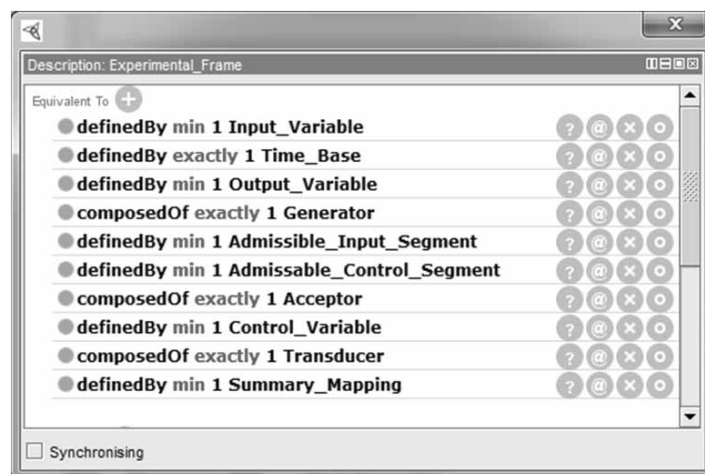 Description: Experimental_Frame
Equivalent To
definedBy min 1 Input_Variable
definedBy exactly 1 Time_Base
definedBy min 1 Output_Variable
composedOf exactly 1 Generator
definedBy min 1 Admissible_Input_Segment
definedBy min 1 Admissable_Control_Segment
composedOf exactly 1 Acceptor
definedBy min 1 Control_Variable
composedOf exactly 1 Transducer
definedBy min 1 Summary_Mapping
Synchronising